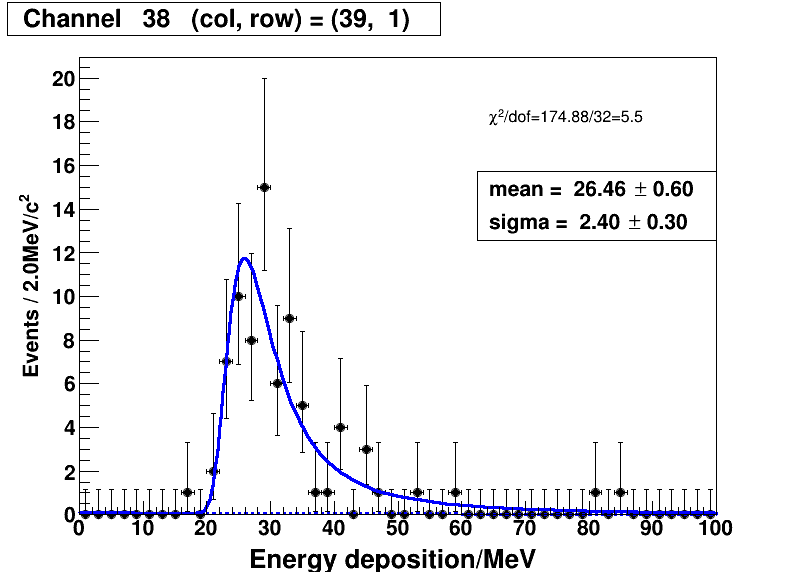 Channel 38 (col, row) = (39, 1)
χ²/dof=174.88/32=5.5
mean = 26.46 ± 0.60
sigma = 2.40 ± 0.30
Events / 2.0MeV/c²
20
18
16
14
12
10
8
6
4
2
0
0 10 20 30 40 50 60 70 80 90 100
Energy deposition/MeV